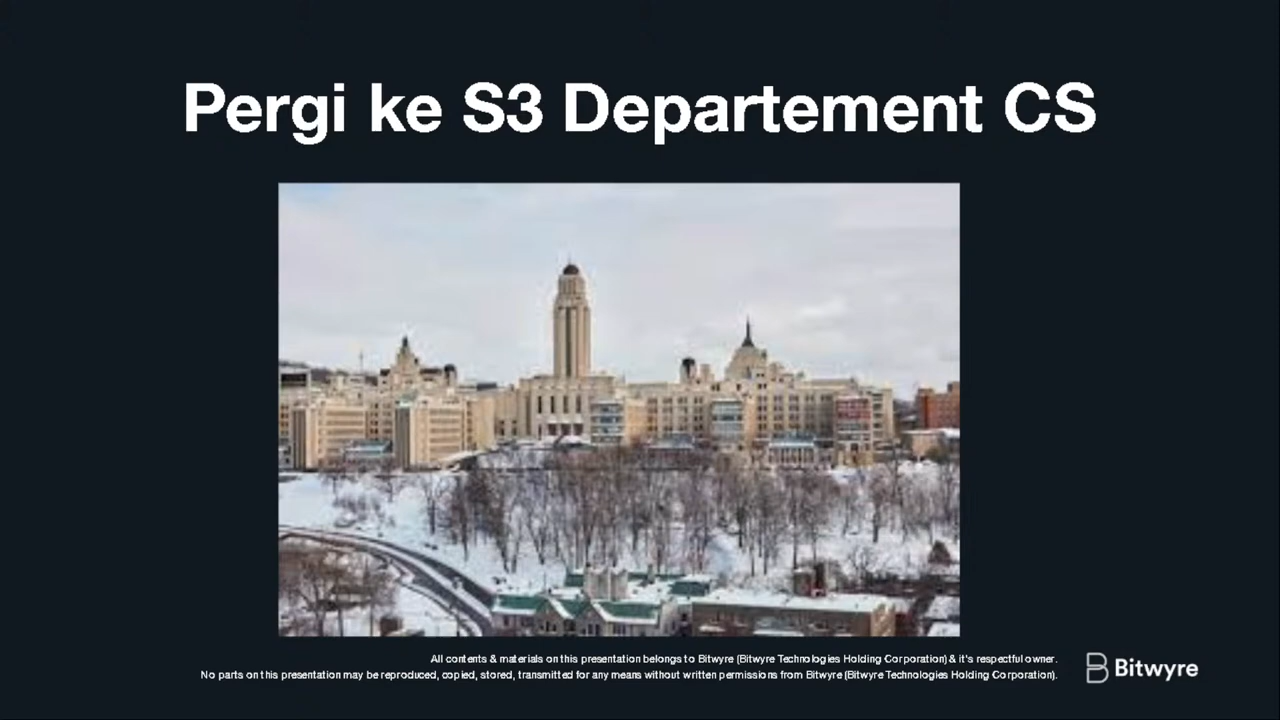 Pergi ke S3 Departement CS
All contents & materials on this presentation belongs to Bitwyre (Bitwyre Technologies Holding Corporation) & it's respectful owner.
No parts on this presentation may be reproduced, copied, stored, transmitted for any means without written permissions from Bitwyre (Bitwyre Technologies Holding Corporation).
Bitwyre